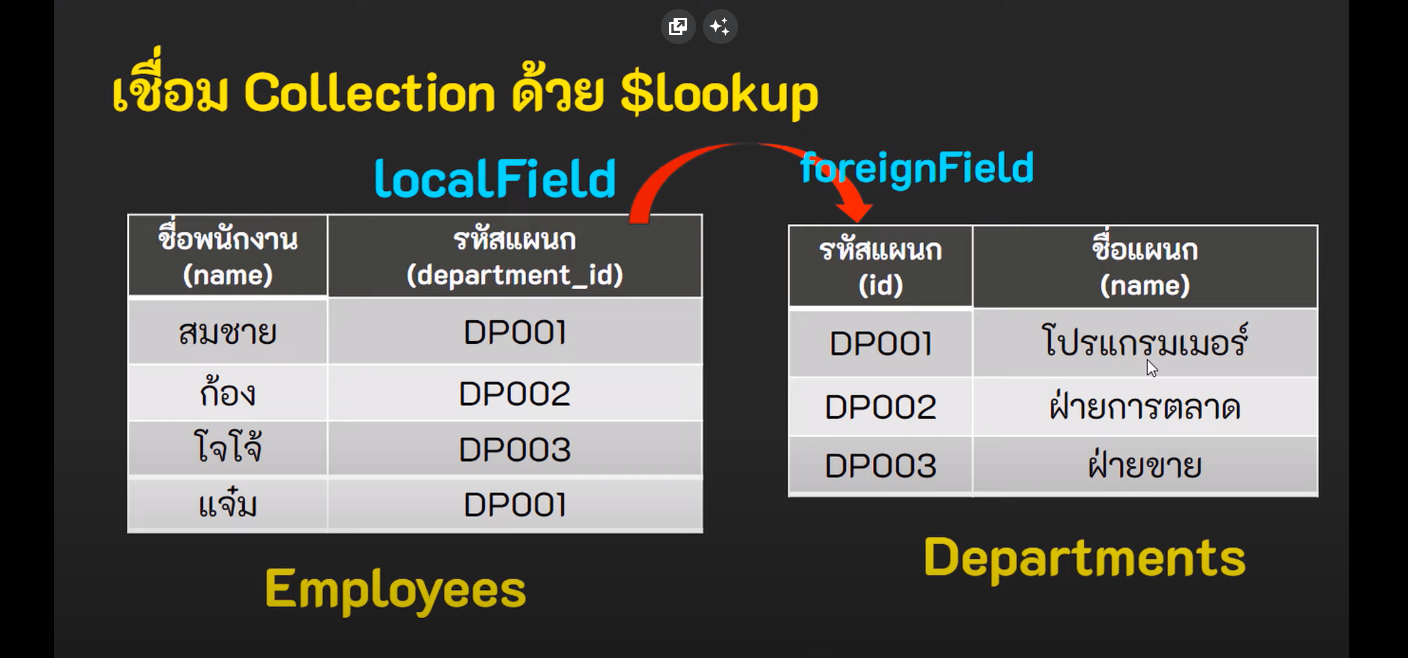 เชื่อม Collection ด้วย $lookup
localField
foreignField
ชื่อพนักงาน
(name)
รหัสแผนก
(department_id)
สมชาย
DP001
ก้อง
DP002
โจโจ้
DP003
แจ๋ม
DP001
Employees
รหัสแผนก
(id)
ชื่อแผนก
(name)
DP001
โปรแกรมเมอร์
DP002
ฝ่ายการตลาด
DP003
ฝ่ายขาย
Departments